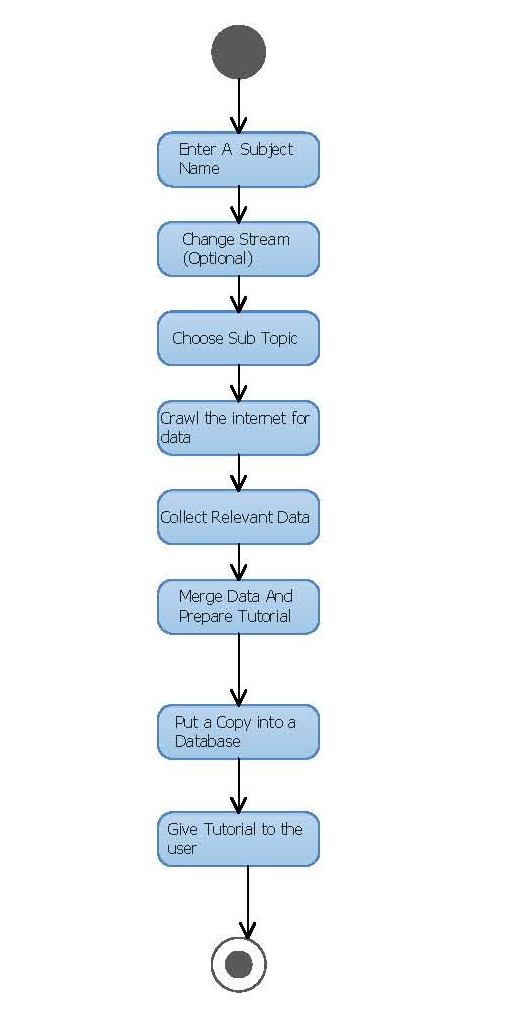 Enter A Subject
Name
Change Stream
(Optional)
Choose Sub Topic
Crawl the internet for
data
Collect Relevant Data
Merge Data And
Prepare Tutorial
Put a Copy into a
Database
Give Tutorial to the
user